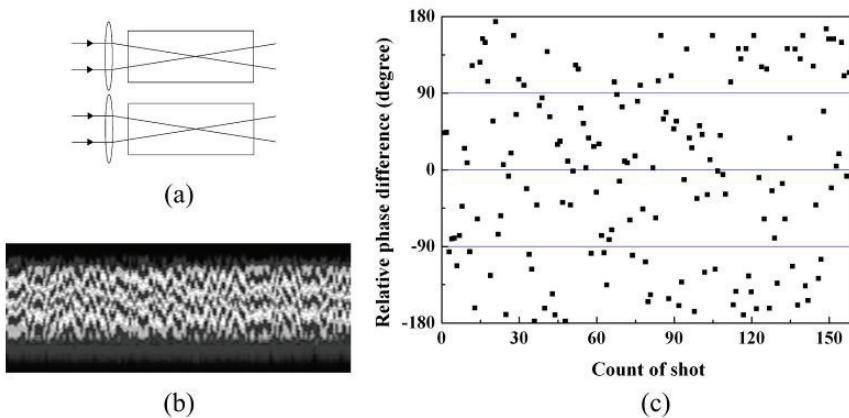 (a)
(b)
Relative phase difference (degree)
180
90
0
-90
-180
0 30 60 90 120 150
Count of shot
(c)